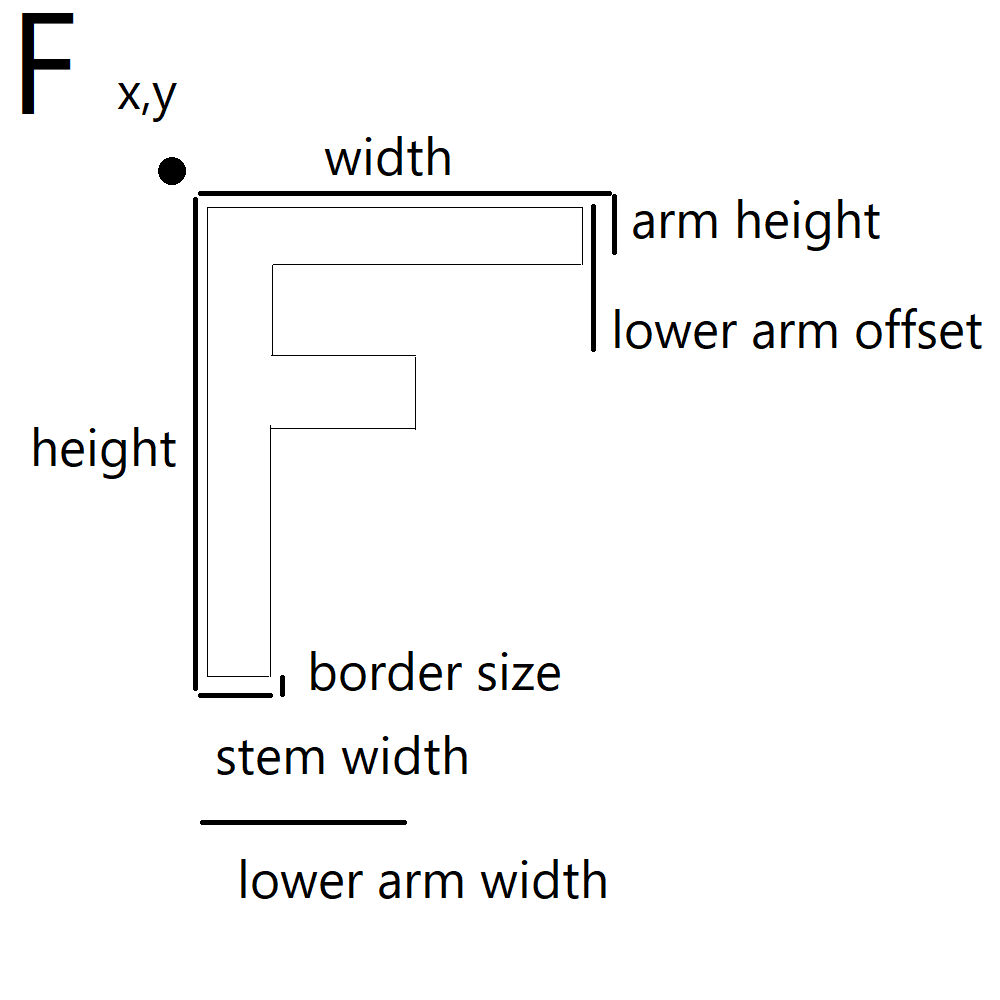 F
x,y
width
arm height
lower arm offset
height
border size
stem width
lower arm width